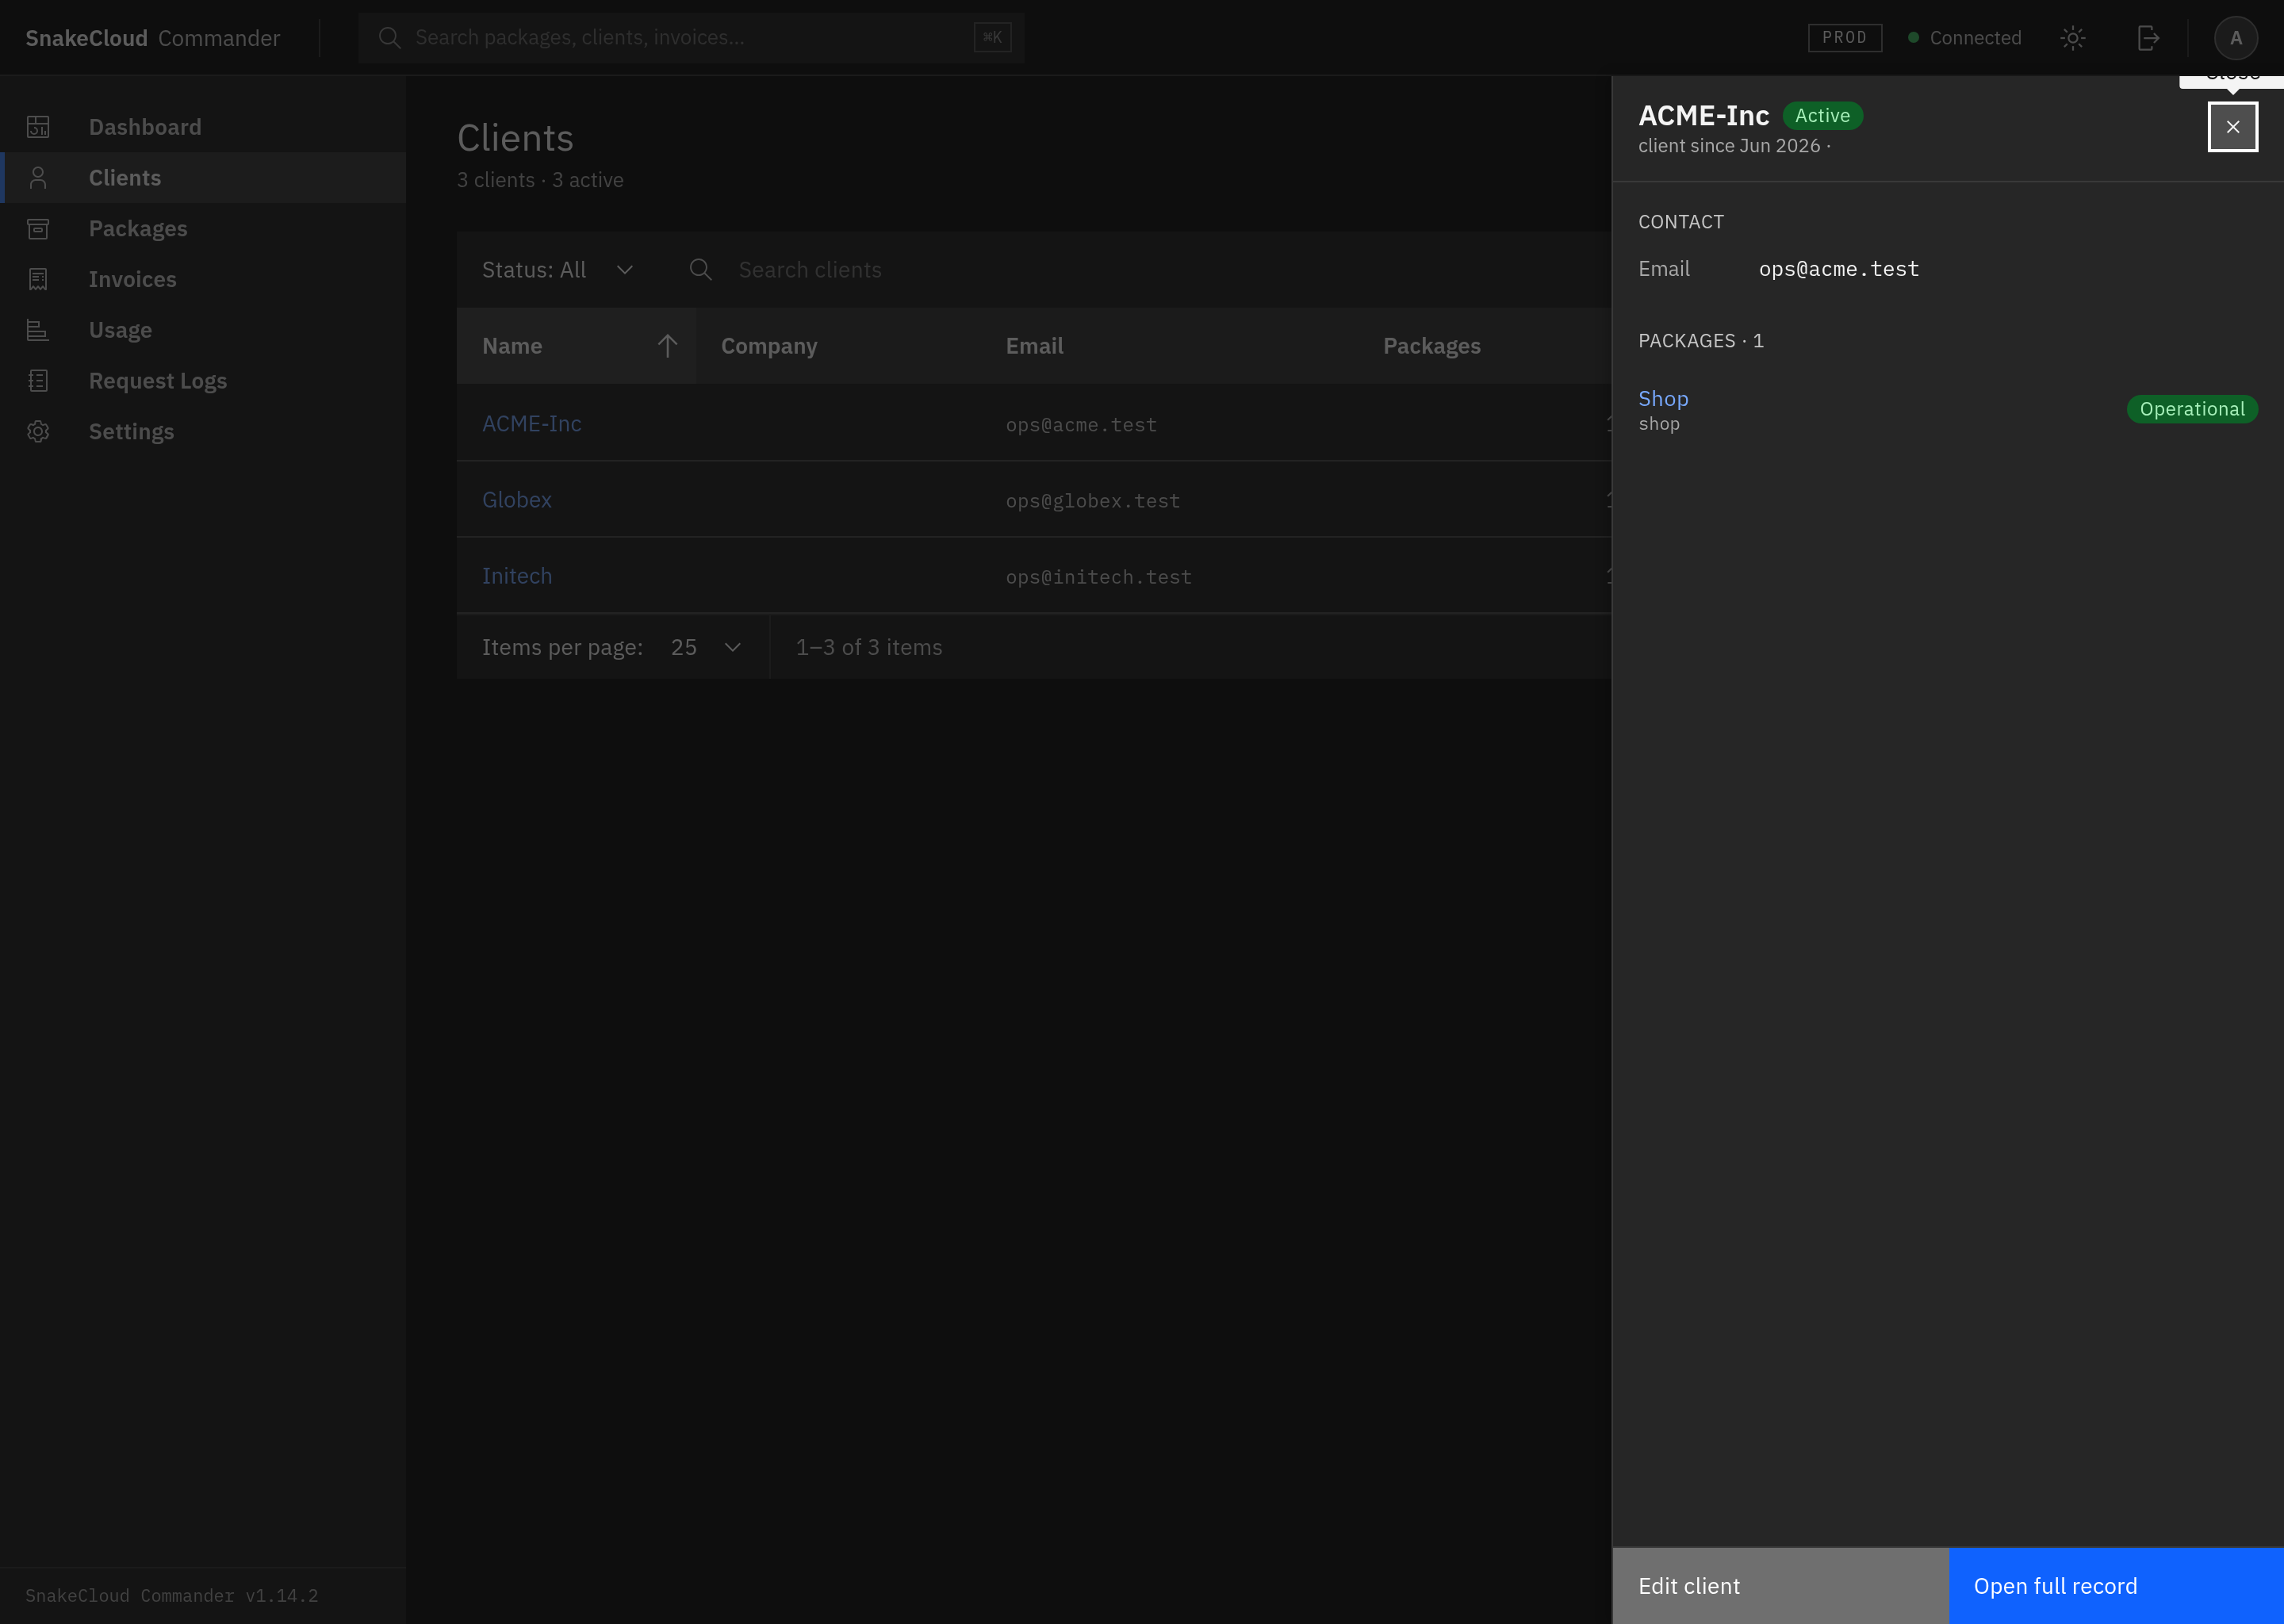 SnakeCloud Commander
Search packages, clients, invoices...
⌘K
PROD
Connected
A
Dashboard
Clients
Packages
Invoices
Usage
Request Logs
Settings
SnakeCloud Commander v1.14.2
Clients
3 clients · 3 active
Status: All
Search clients
Name Company Email Packages
ACME-Inc ops@acme.test 1
Globex ops@globex.test 1
Initech ops@initech.test 1
Items per page: 25 1–3 of 3 items
Close
ACME-Inc Active
client since Jun 2026 ·
CONTACT
Email ops@acme.test
PACKAGES · 1
Shop
shop
Operational
Edit client
Open full record